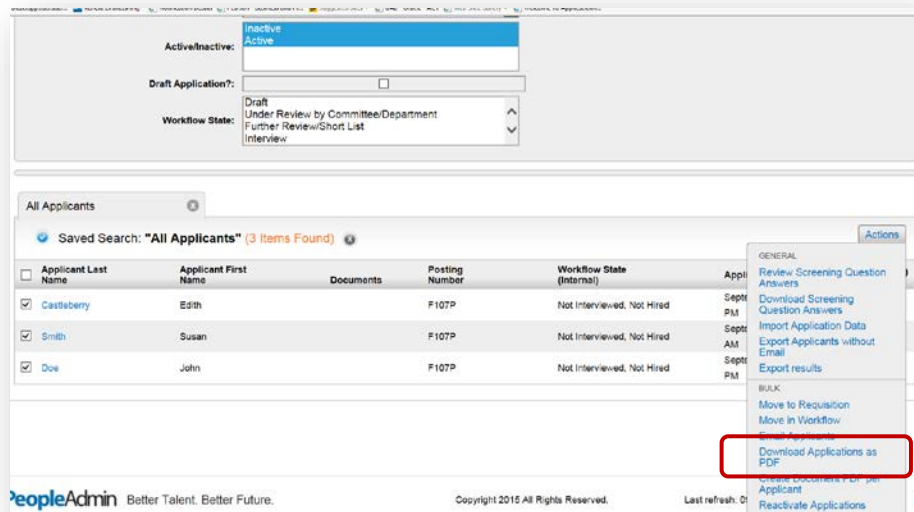 Inactive
Active/Inactive:
Active
Draft Application?:
Draft
Under Review by Committee/Department
Workflow State:
Further Review/Short List
Interview
All Applicants
Saved Search: "All Applicants" (3 Items Found)
Actions
Applicant Last Name
Applicant First Name
Documents
Posting Number
Workflow State (Internal)
Castleberry Edith F107P Not Interviewed, Not Hired PM
Smith Susan F107P Not Interviewed, Not Hired AM
Doe John F107P Not Interviewed, Not Hired PM
GENERAL
Review Screening Question
Answers
Download Screening
Question Answers
Import Application Data
Export Applicants without
Email
Export results
BULK
Move to Requisition
Move in Workflow
Email Applicants
Download Applications as
PDF
Create Document PDF per
Applicant
Reactivate Applications
PeopleAdmin Better Talent. Better Future.
Copyright 2015 All Rights Reserved.
Last refresh: